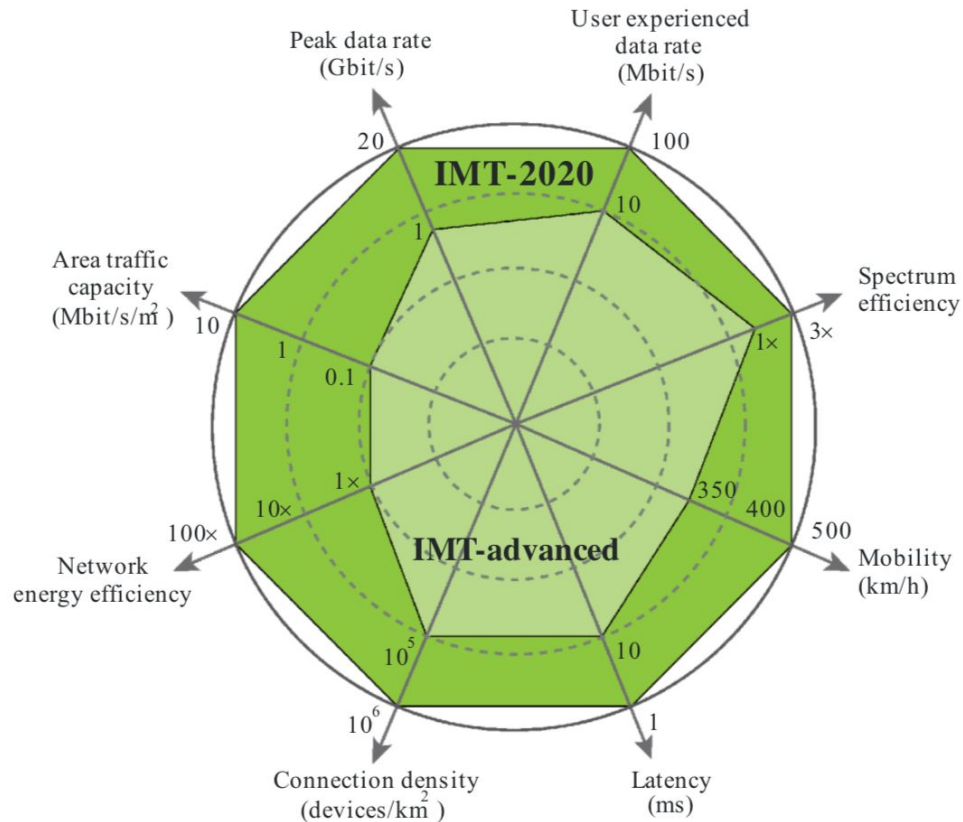 User experienced
data rate
(Mbit/s)
Peak data rate
(Gbit/s)
20
100
IMT-2020
1
10
Area traffic
capacity
(Mbit/s/m²)
Spectrum
efficiency
10
1
0.1
1×
3×
1×
10×
100×
350
400
500
Mobility
(km/h)
Network
energy efficiency
IMT-advanced
10⁵
10
10⁶
1
Connection density
(devices/km²)
Latency
(ms)